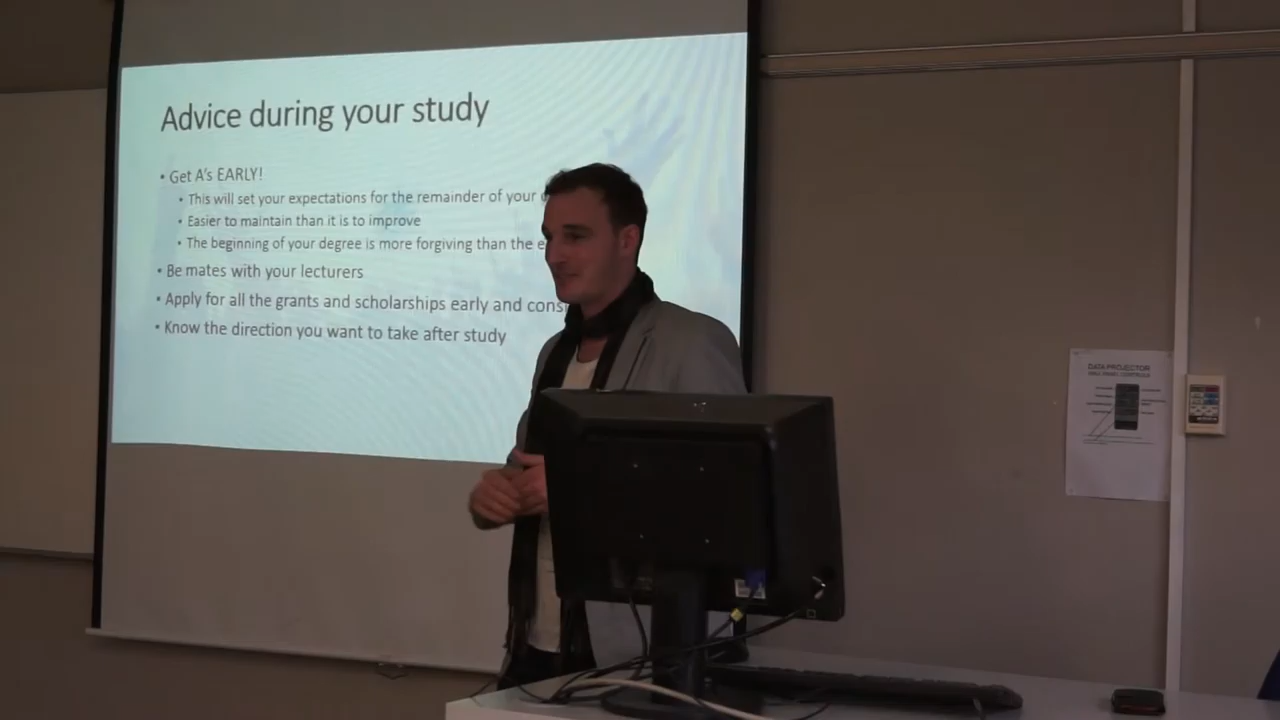 Advice during your study
• Get A's EARLY!
• This will set your expectations for the remainder of your
• Easier to maintain than it is to improve
• The beginning of your degree is more forgiving than the
• Be mates with your lecturers
• Apply for all the grants and scholarships early and
• Know the direction you want to take after study
DATA PROJECTOR